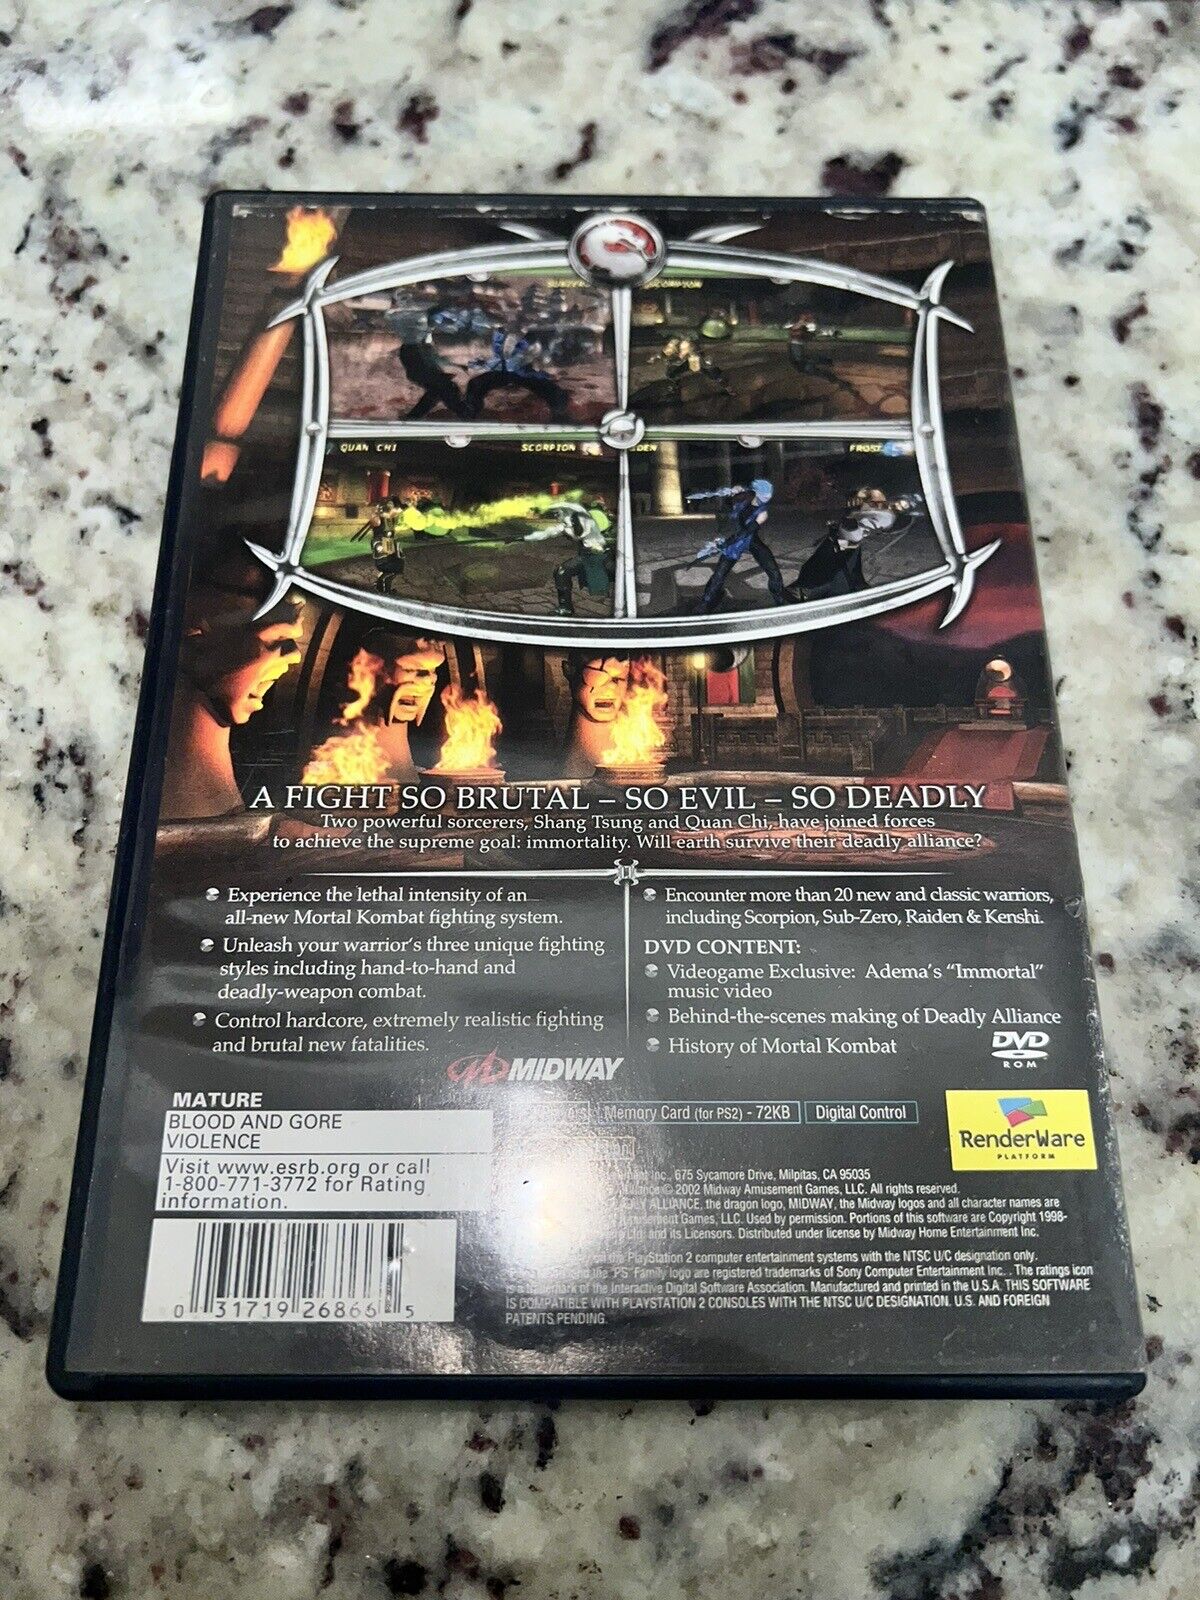 QUAN CHI
SCORPION
FROST
A FIGHT SO BRUTAL – SO EVIL – SO DEADLY
Two powerful sorcerers, Shang Tsung and Quan Chi, have joined forces
to achieve the supreme goal: immortality. Will earth survive their deadly alliance?
Experience the lethal intensity of an
all-new Mortal Kombat fighting system.
Unleash your warrior's three unique fighting
styles including hand-to-hand and
deadly-weapon combat.
Control hardcore, extremely realistic fighting
and brutal new fatalities.
Encounter more than 20 new and classic warriors,
including Scorpion, Sub-Zero, Raiden & Kenshi.
DVD CONTENT:
Videogame Exclusive: Adema's "Immortal"
music video
Behind-the-scenes making of Deadly Alliance
History of Mortal Kombat
DVD
ROM
MIDWAY
MATURE
BLOOD AND GORE
VIOLENCE
Visit www.esrb.org or call
1-800-771-3772 for Rating
information.
Memory Card (for PS2) - 72KB
Digital Control
RenderWare
PLATFORM
Inc., 675 Sycamore Drive, Milpitas, CA 95035
© 2002 Midway Amusement Games, LLC. All rights reserved.
ALLIANCE, the dragon logo, MIDWAY, the Midway logos and all character names are
Games, LLC. Used by permission. Portions of this software are Copyright 1998-
and its Licensors. Distributed under license by Midway Home Entertainment Inc.
PlayStation 2 computer entertainment systems with the NTSC U/C designation only.
and the "PS" Family logo are registered trademarks of Sony Computer Entertainment Inc. . The ratings icon
is a trademark of the Interactive Digital Software Association. Manufactured and printed in the U.S.A. THIS SOFTWARE
IS COMPATIBLE WITH PLAYSTATION 2 CONSOLES WITH THE NTSC U/C DESIGNATION. U.S. AND FOREIGN
PATENTS PENDING.
0 31719 26866 5